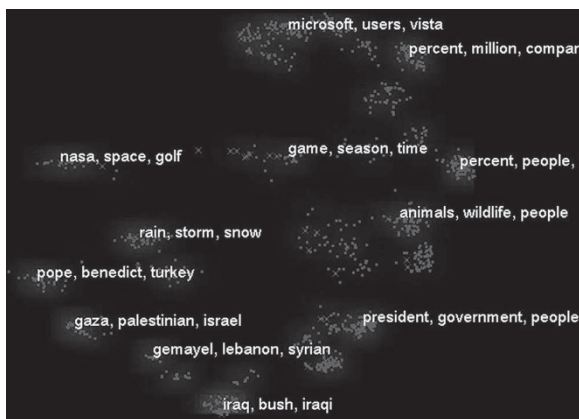 microsoft, users, vista
percent, million, compar
nasa, space, golf
game, season, time
percent, people,
animals, wildlife, people
rain, storm, snow
pope, benedict, turkey
gaza, palestinian, israel
president, government, people
gemayel, lebanon, syrian
iraq, bush, iraqi